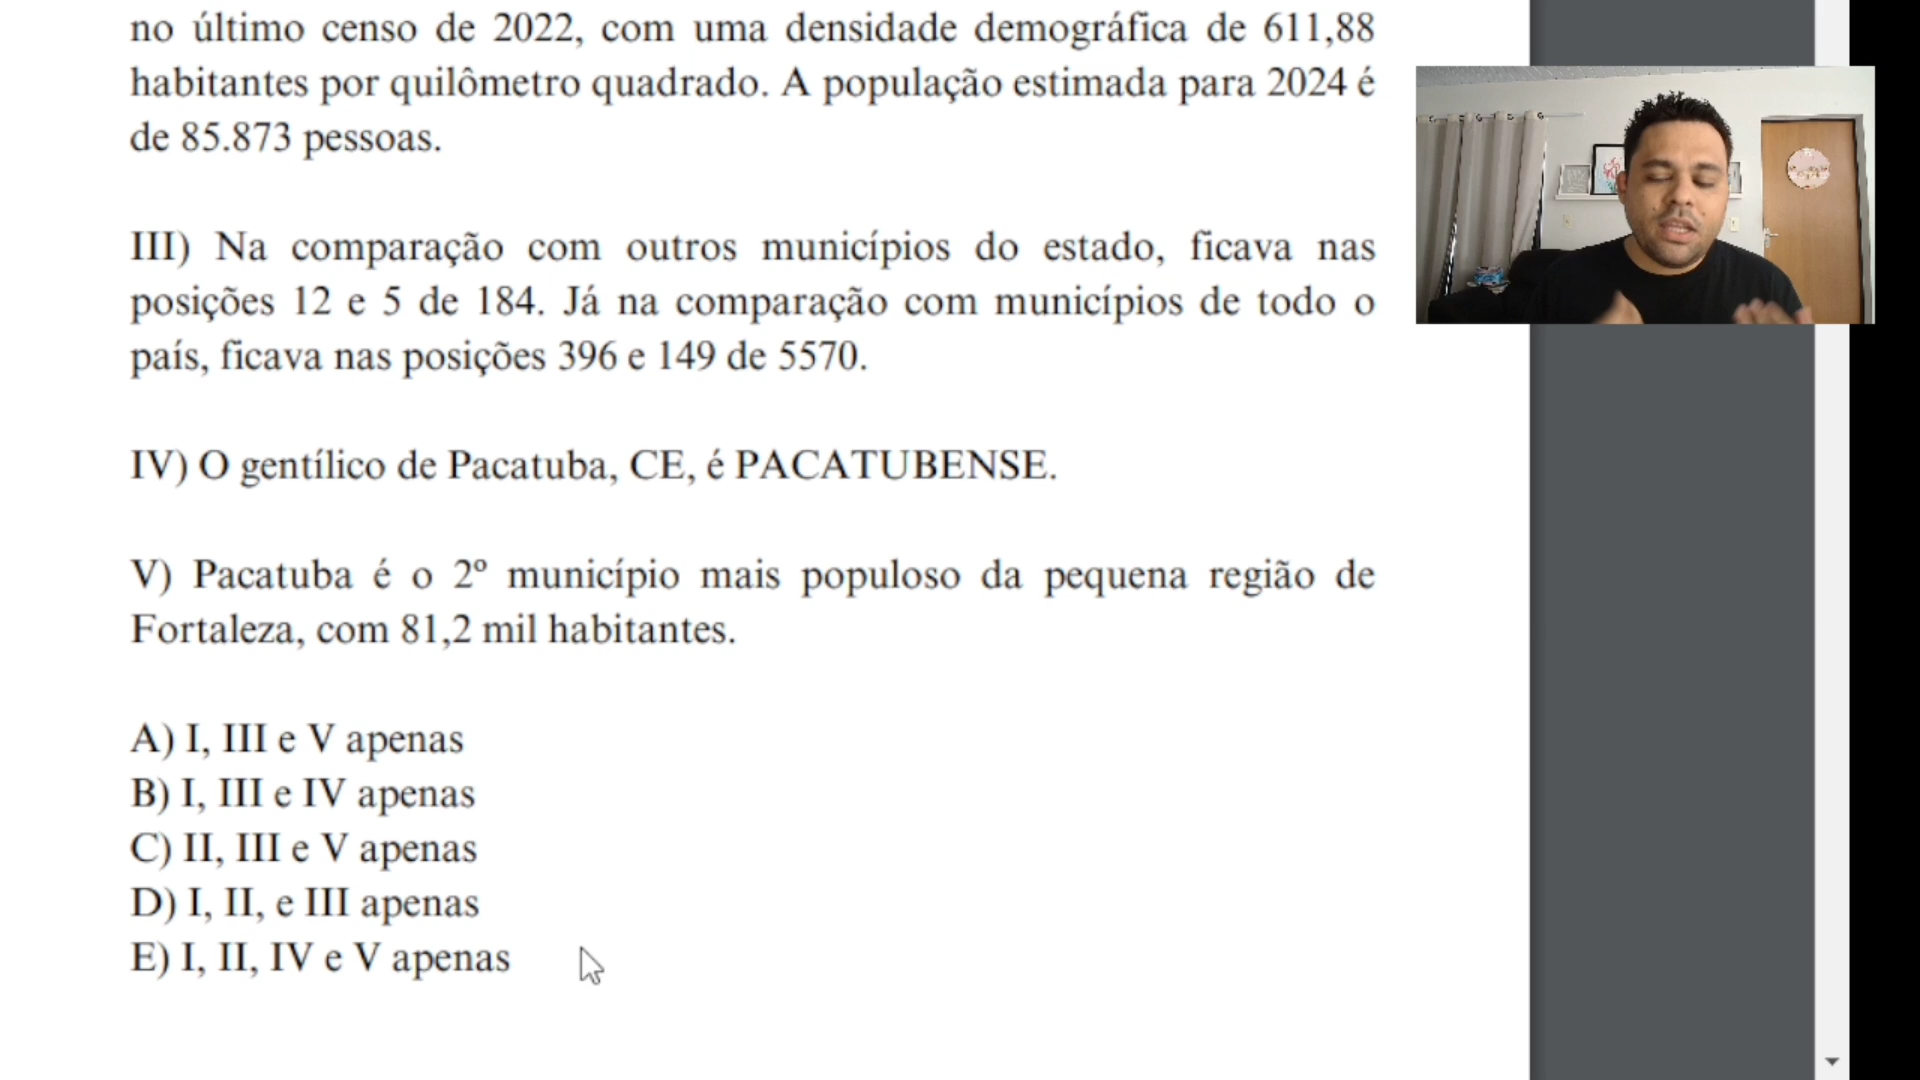 no último censo de 2022, com uma densidade demográfica de 611,88
habitantes por quilômetro quadrado. A população estimada para 2024 é
de 85.873 pessoas.
III) Na comparação com outros municípios do estado, ficava nas
posições 12 e 5 de 184. Já na comparação com municípios de todo o
país, ficava nas posições 396 e 149 de 5570.
IV) O gentílico de Pacatuba, CE, é PACATUBENSE.
V) Pacatuba é o 2º município mais populoso da pequena região de
Fortaleza, com 81,2 mil habitantes.
A) I, III e V apenas
B) I, III e IV apenas
C) II, III e V apenas
D) I, II, e III apenas
E) I, II, IV e V apenas